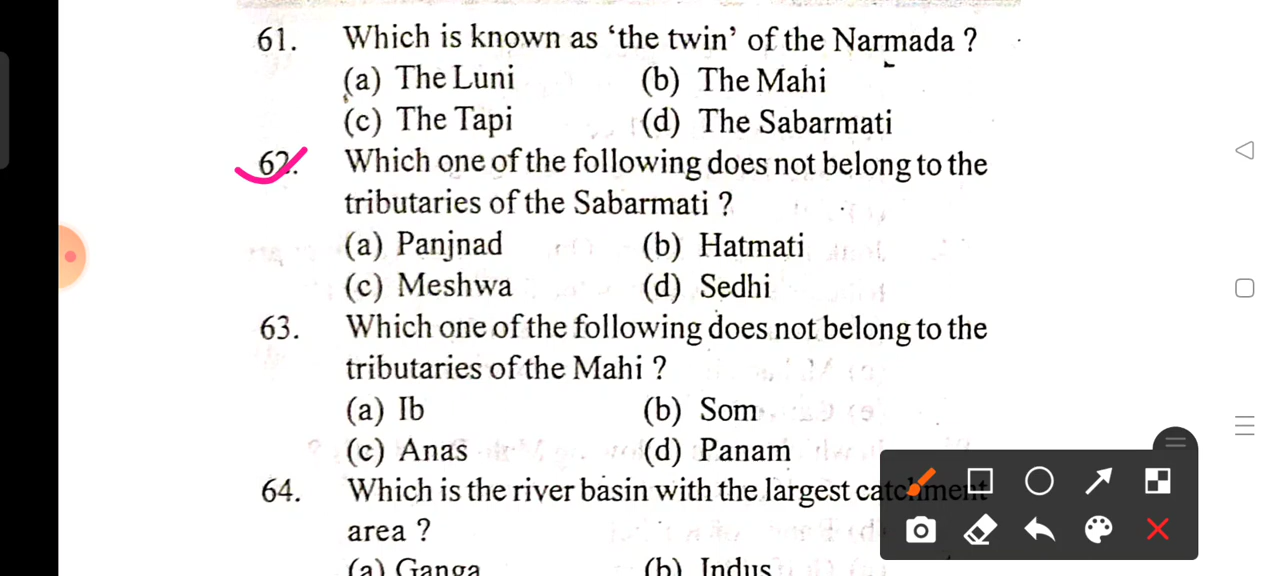 61. Which is known as ‘the twin’ of the Narmada ?
(a) The Luni (b) The Mahi
(c) The Tapi (d) The Sabarmati
62. Which one of the following does not belong to the
tributaries of the Sabarmati ?
(a) Panjnad (b) Hatmati
(c) Meshwa (d) Sedhi
63. Which one of the following does not belong to the
tributaries of the Mahi ?
(a) Ib (b) Som
(c) Anas (d) Panam
64. Which is the river basin with the largest catchment
area ?
(a) Ganga (b) Indus